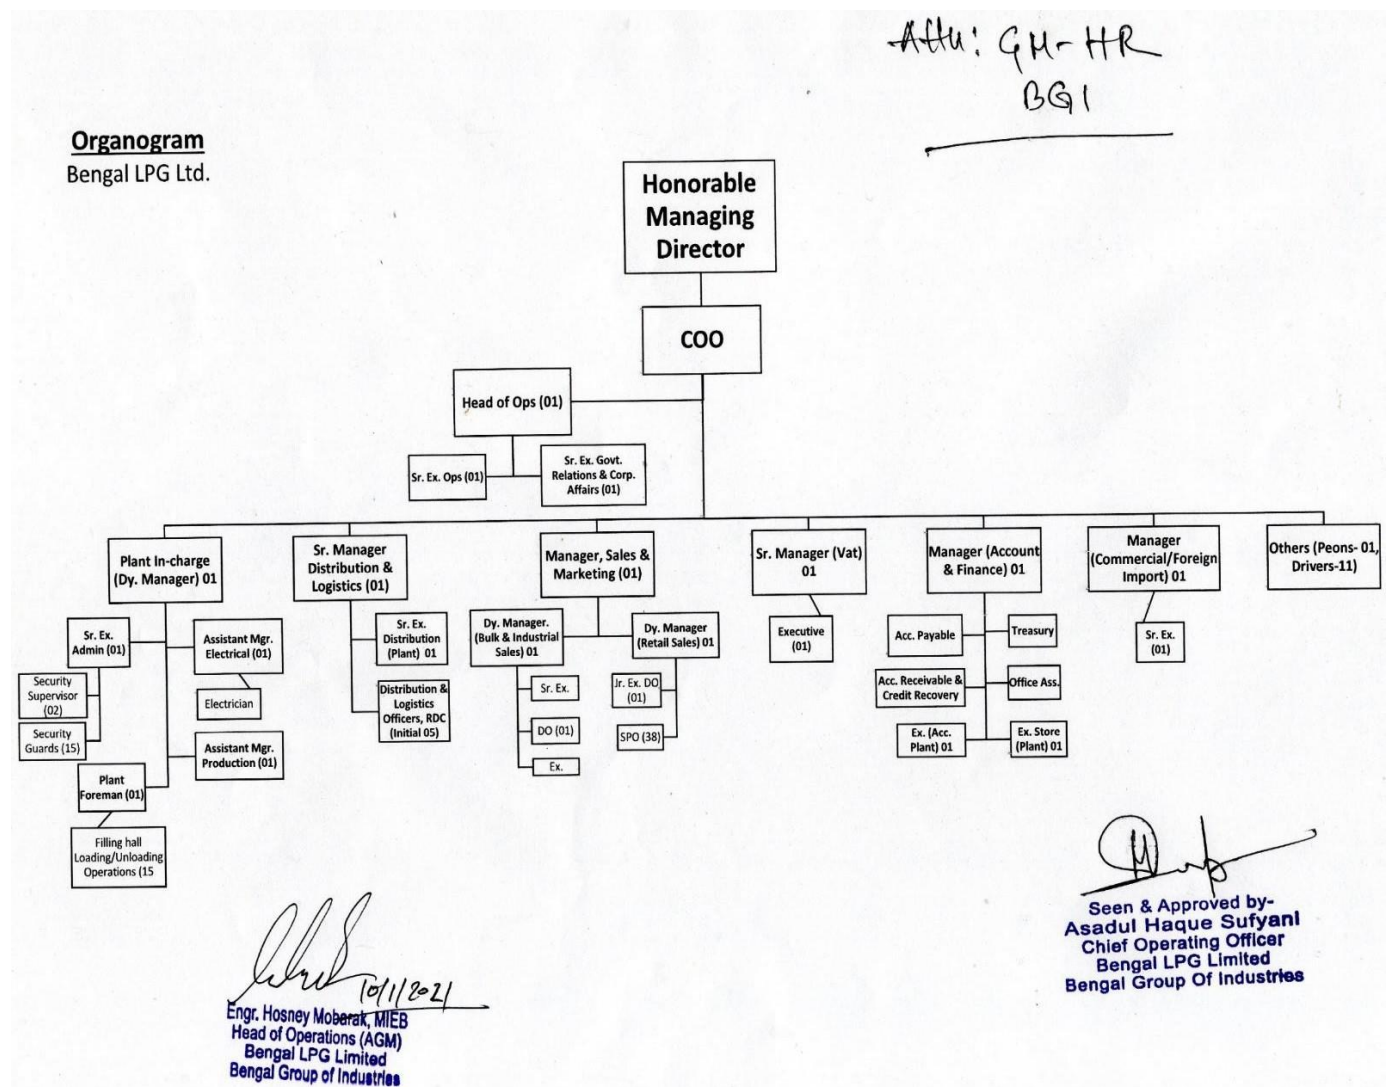 Attn: GM-HR
BGI
Organogram
Bengal LPG Ltd.
Honorable
Managing
Director
COO
Head of Ops (01)
Sr. Ex. Ops (01)
Sr. Ex. Govt.
Relations & Corp.
Affairs (01)
Plant In-charge
(Dy. Manager) 01
Sr. Manager
Distribution &
Logistics (01)
Manager, Sales &
Marketing (01)
Sr. Manager (Vat)
01
Manager (Account
& Finance) 01
Manager
(Commercial/Foreign
Import) 01
Others (Peons- 01,
Drivers-11)
Sr. Ex.
Admin (01)
Assistant Mgr.
Electrical (01)
Security
Supervisor
(02)
Electrician
Security
Guards (15)
Assistant Mgr.
Production (01)
Plant
Foreman (01)
Filling hall
Loading/Unloading
Operations (15
Sr. Ex.
Distribution
(Plant) 01
Distribution &
Logistics
Officers, RDC
(Initial 05)
Dy. Manager.
(Bulk & Industrial
Sales) 01
Dy. Manager
(Retail Sales) 01
Sr. Ex.
DO (01)
Ex.
Jr. Ex. DO
(01)
SPO (38)
Executive
(01)
Acc. Payable
Treasury
Acc. Receivable &
Credit Recovery
Office Ass.
Ex. (Acc.
Plant) 01
Ex. Store
(Plant) 01
Sr. Ex.
(01)
10/1/2021
Engr. Hosney Mobarak, MIEB
Head of Operations (AGM)
Bengal LPG Limited
Bengal Group of Industries
Seen & Approved by-
Asadul Haque Sufyani
Chief Operating Officer
Bengal LPG Limited
Bengal Group Of Industries